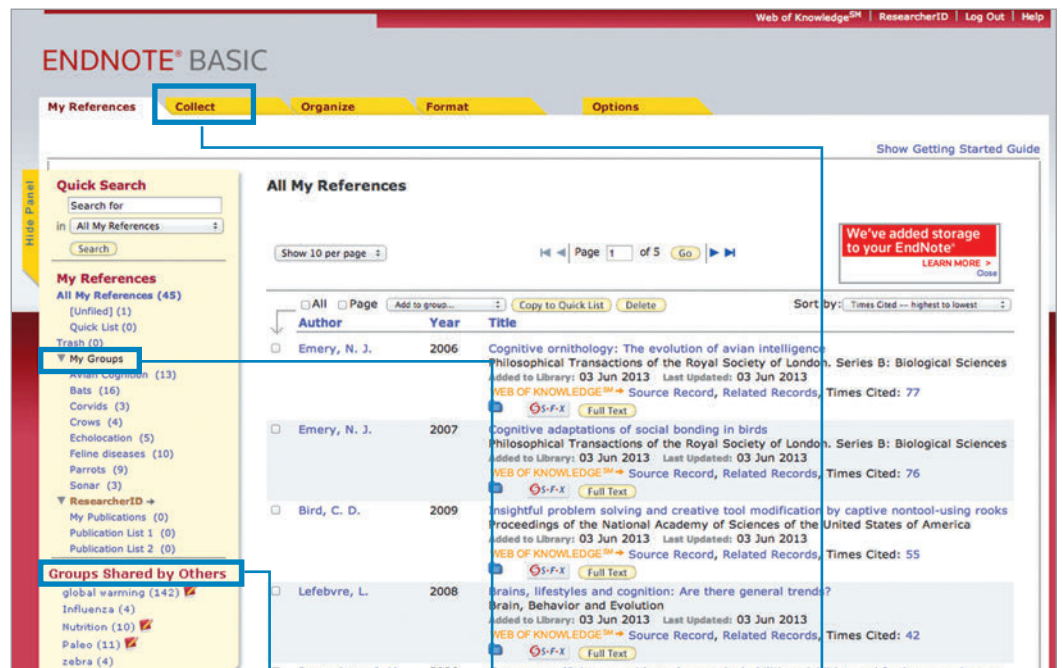 Web of Knowledge℠ | ResearcherID | Log Out | Help
ENDNOTE® BASIC
My References Collect Organize Format Options
Show Getting Started Guide
Hide Panel
Quick Search
Search for
in All My References
Search
My References
All My References (45)
[Unfiled] (1)
Quick List (0)
Trash (0)
▼ My Groups
Avian Cognition (13)
Bats (16)
Corvids (3)
Crows (4)
Echolocation (5)
Feline diseases (10)
Parrots (9)
Sonar (3)
▼ ResearcherID →
My Publications (0)
Publication List 1 (0)
Publication List 2 (0)
Groups Shared by Others
global warming (142)
Influenza (4)
Nutrition (10)
Paleo (11)
zebra (4)
All My References
Show 10 per page
Page 1 of 5 Go
We've added storage
to your EndNote®
LEARN MORE >
Close
All Page Add to group... Copy to Quick List Delete Sort by: Times Cited -- highest to lowest
Author Year Title
Emery, N. J. 2006 Cognitive ornithology: The evolution of avian intelligence
Philosophical Transactions of the Royal Society of London. Series B: Biological Sciences
Added to Library: 03 Jun 2013 Last Updated: 03 Jun 2013
WEB OF KNOWLEDGE℠→ Source Record, Related Records, Times Cited: 77
S·F·X Full Text
Emery, N. J. 2007 Cognitive adaptations of social bonding in birds
Philosophical Transactions of the Royal Society of London. Series B: Biological Sciences
Added to Library: 03 Jun 2013 Last Updated: 03 Jun 2013
WEB OF KNOWLEDGE℠→ Source Record, Related Records, Times Cited: 76
S·F·X Full Text
Bird, C. D. 2009 Insightful problem solving and creative tool modification by captive nontool-using rooks
Proceedings of the National Academy of Sciences of the United States of America
Added to Library: 03 Jun 2013 Last Updated: 03 Jun 2013
WEB OF KNOWLEDGE℠→ Source Record, Related Records, Times Cited: 55
S·F·X Full Text
Lefebvre, L. 2008 Brains, lifestyles and cognition: Are there general trends?
Brain, Behavior and Evolution
Added to Library: 03 Jun 2013 Last Updated: 03 Jun 2013
WEB OF KNOWLEDGE℠→ Source Record, Related Records, Times Cited: 42
S·F·X Full Text